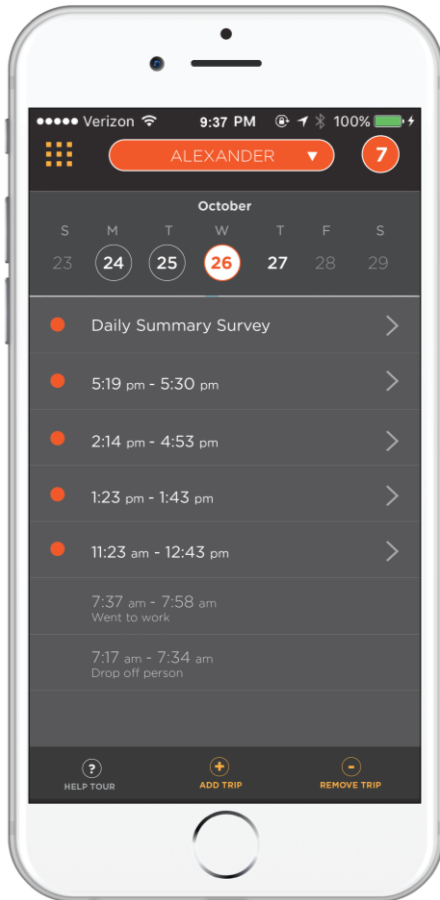 Verizon 9:37 PM 100%
ALEXANDER 7
October
S M T W T F S
23 24 25 26 27 28 29
Daily Summary Survey
5:19 pm - 5:30 pm
2:14 pm - 4:53 pm
1:23 pm - 1:43 pm
11:23 am - 12:43 pm
7:37 am - 7:58 am
Went to work
7:17 am - 7:34 am
Drop off person
? + -
HELP TOUR ADD TRIP REMOVE TRIP